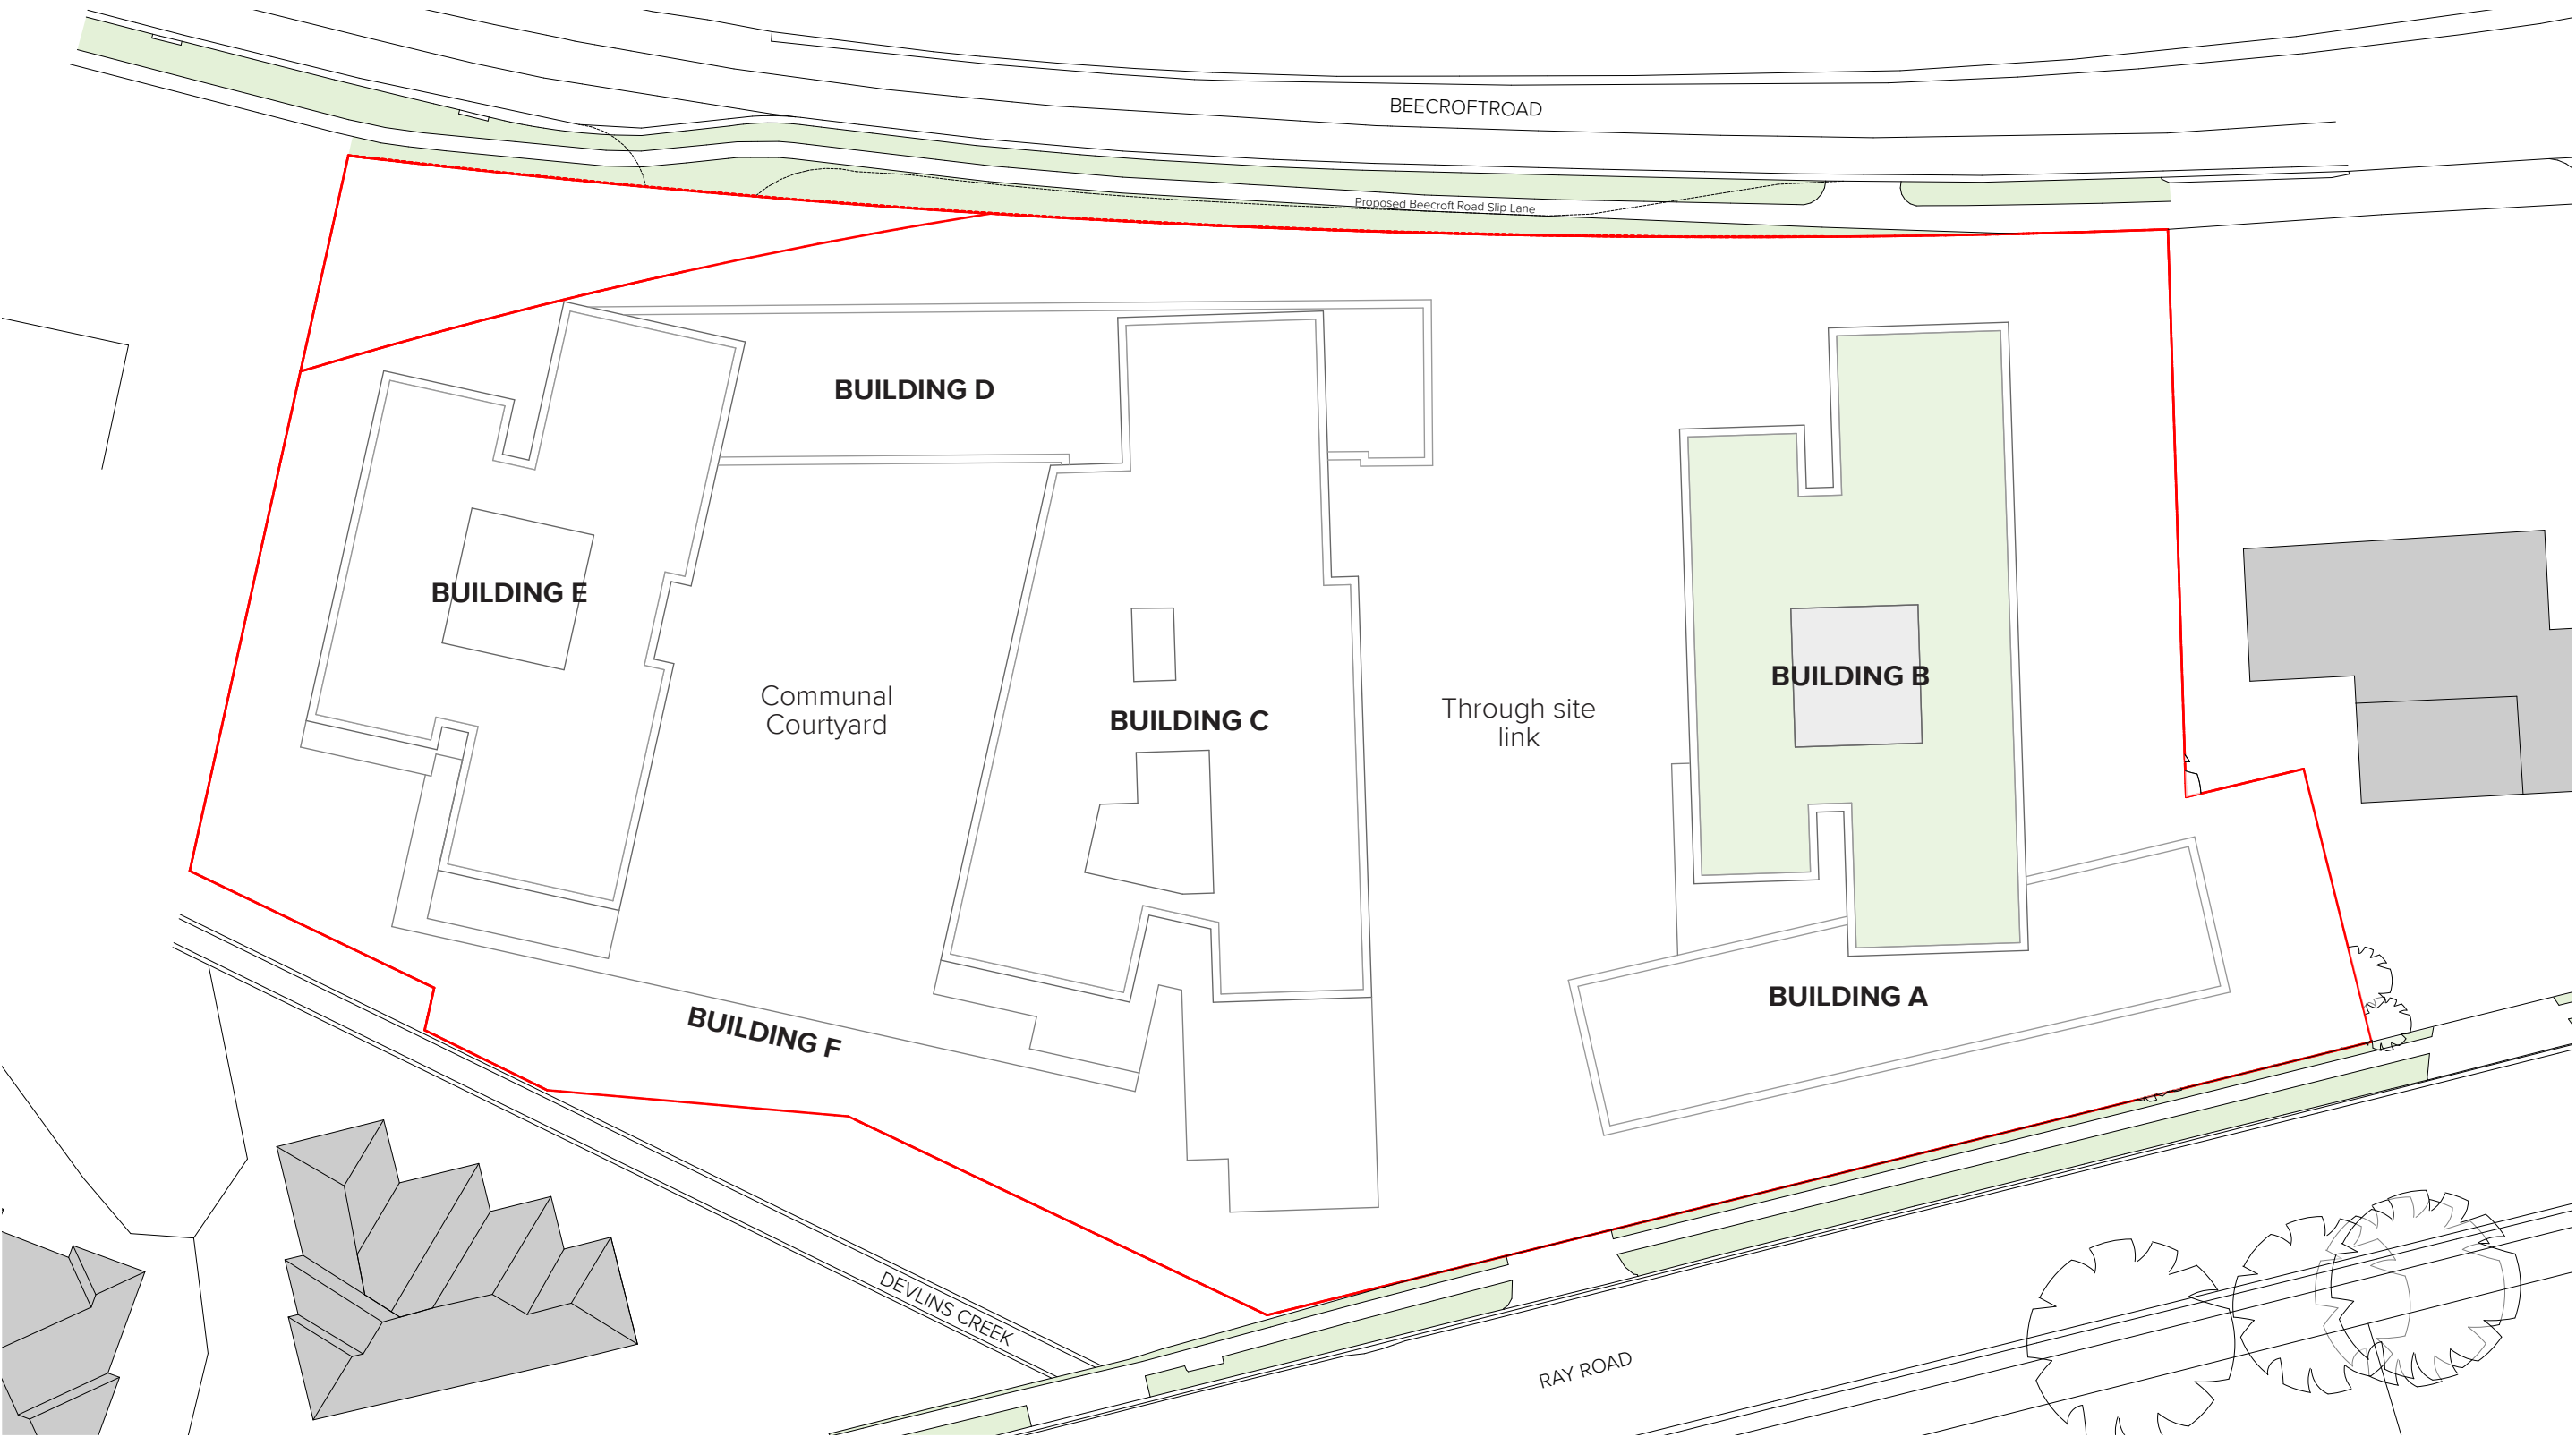 BEECROFTROAD
Proposed Beecroft Road Slip Lane
BUILDING D
BUILDING E
BUILDING B
Communal
Courtyard
BUILDING C
Through site
link
BUILDING A
BUILDING F
DEVLINS CREEK
RAY ROAD